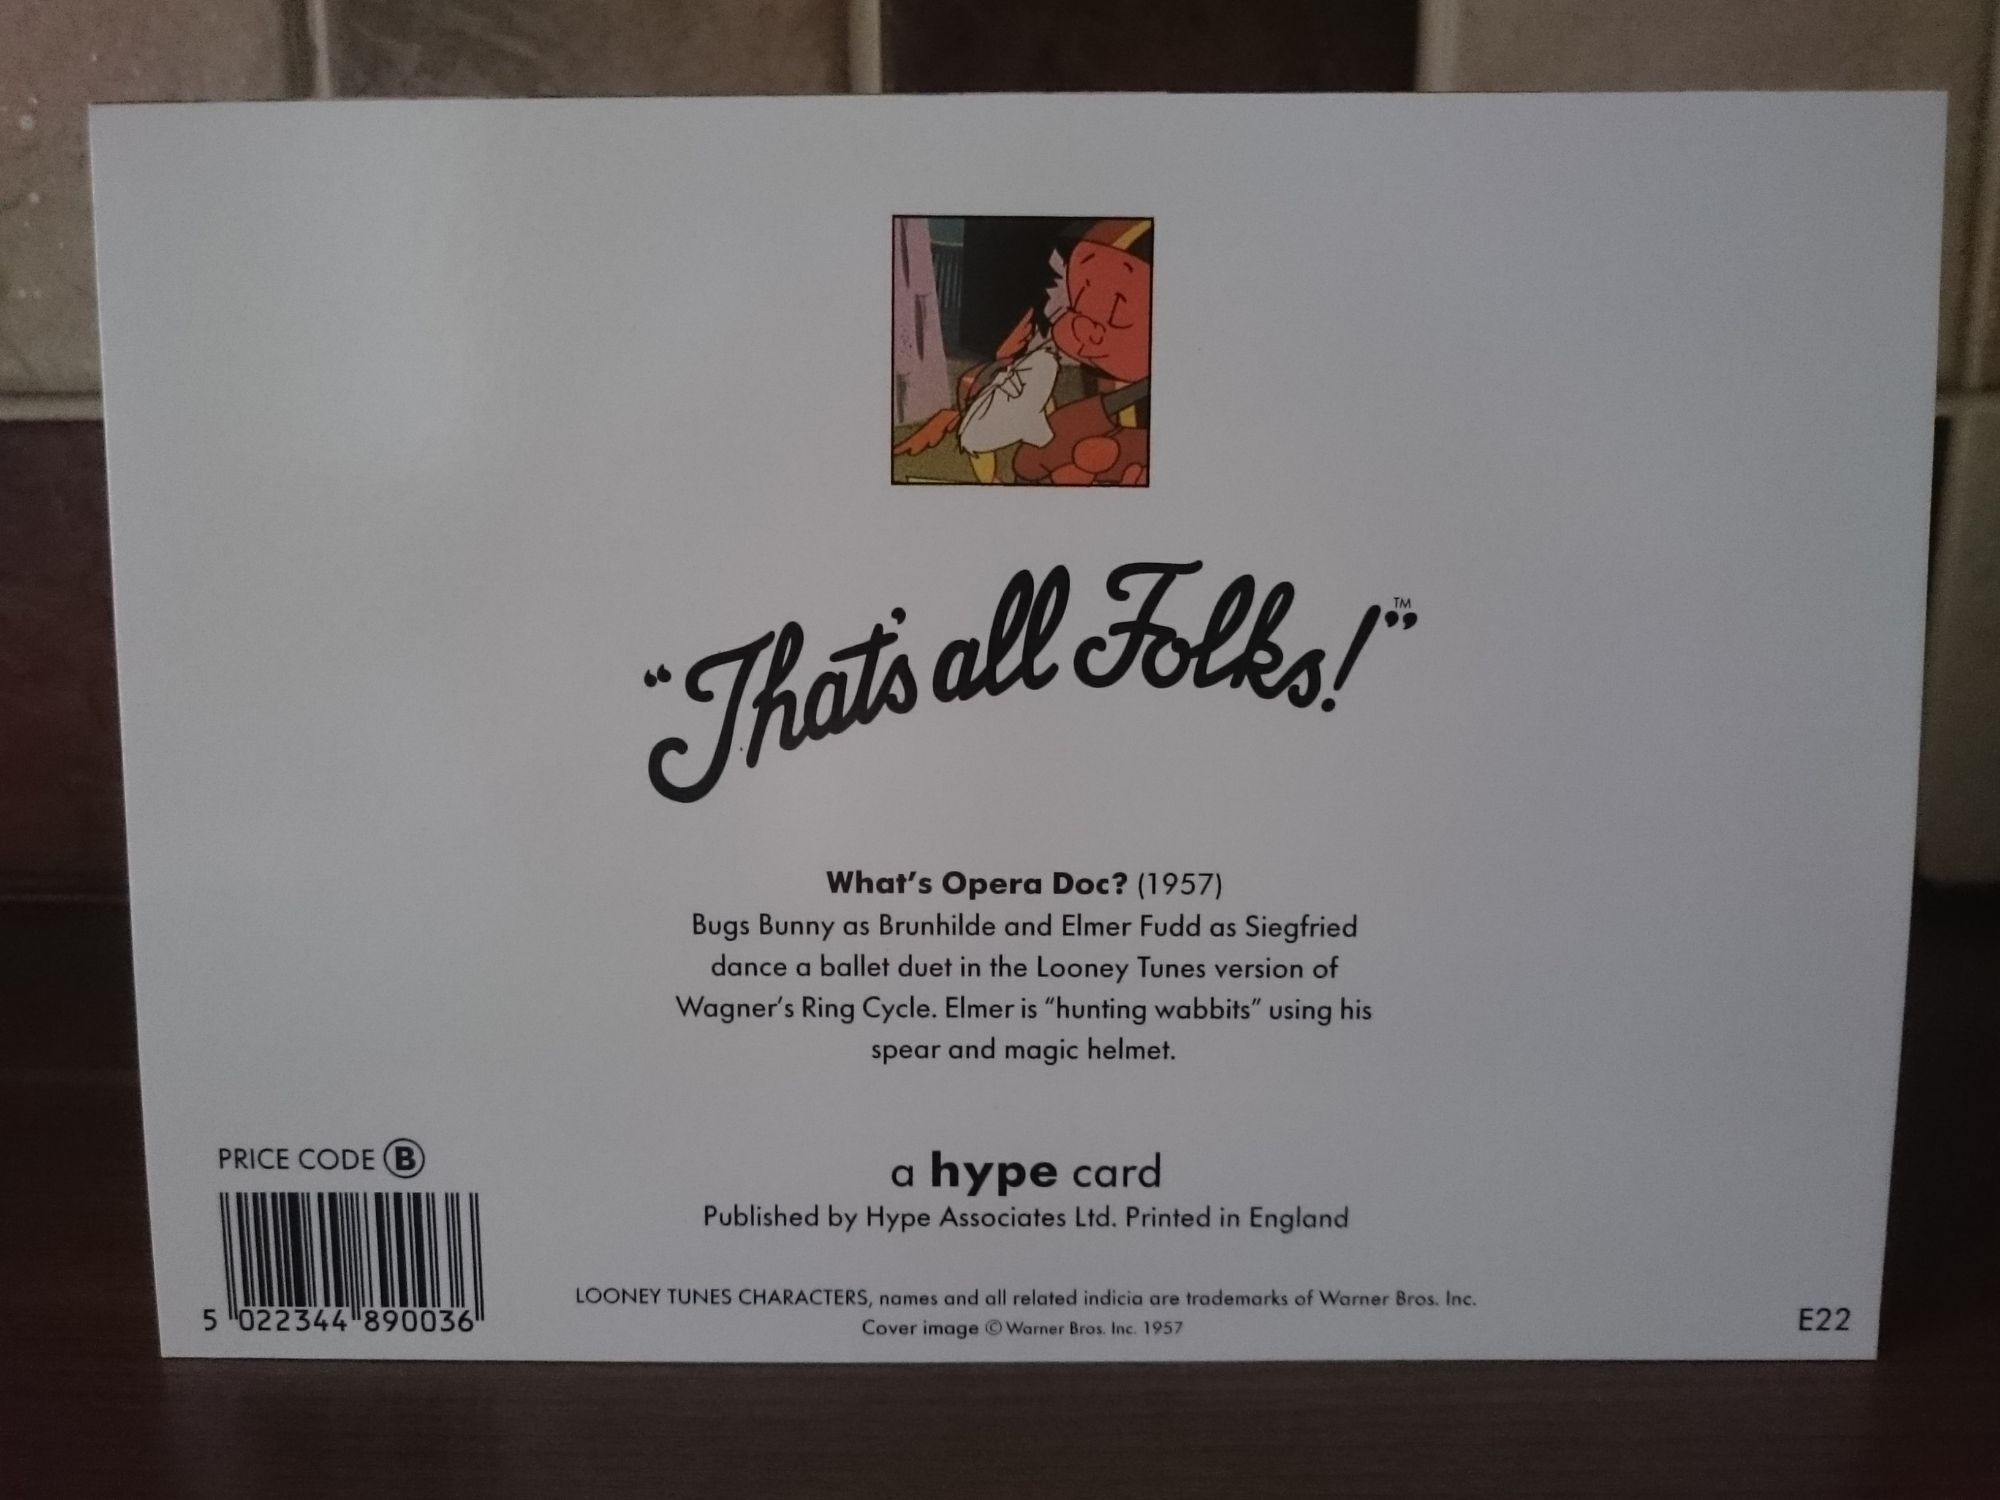 “That's all Folks!”™
What's Opera Doc? (1957)
Bugs Bunny as Brunhilde and Elmer Fudd as Siegfried
dance a ballet duet in the Looney Tunes version of
Wagner's Ring Cycle. Elmer is “hunting wabbits” using his
spear and magic helmet.
PRICE CODE B
5 022344 890036
a hype card
Published by Hype Associates Ltd. Printed in England
LOONEY TUNES CHARACTERS, names and all related indicia are trademarks of Warner Bros. Inc.
Cover image © Warner Bros. Inc. 1957
E22